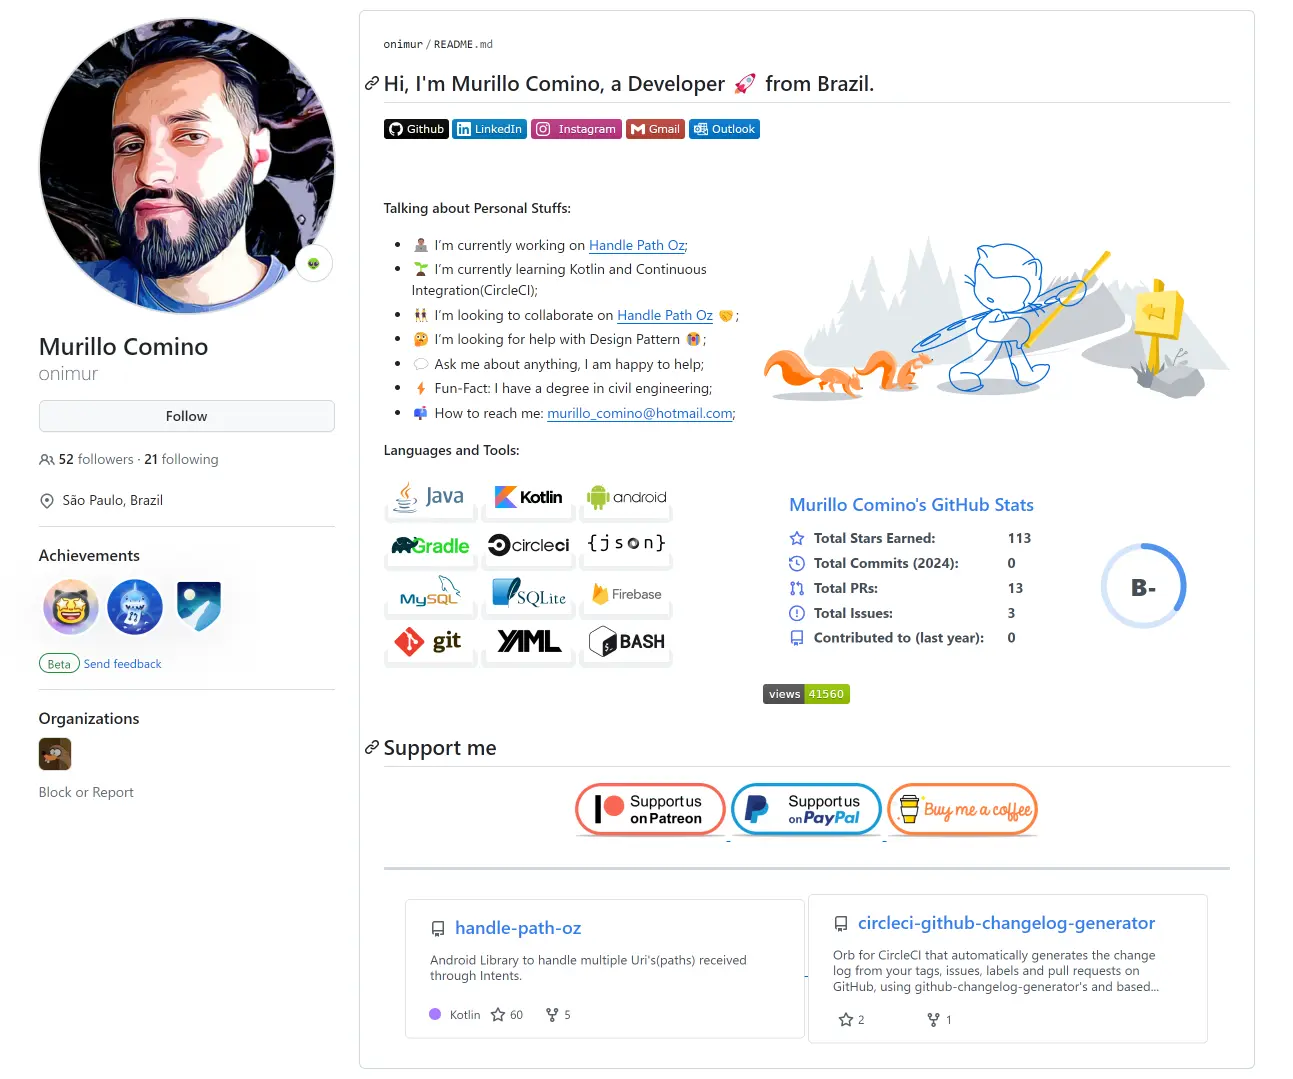 Murillo Comino
onimur
Follow
52 followers · 21 following
São Paulo, Brazil
Achievements
Beta Send feedback
Organizations
Block or Report
onimur / README.md
Hi, I'm Murillo Comino, a Developer 🚀 from Brazil.
Github LinkedIn Instagram Gmail Outlook
Talking about Personal Stuffs:
I'm currently working on Handle Path Oz;
I'm currently learning Kotlin and Continuous
Integration(CircleCI);
I'm looking to collaborate on Handle Path Oz 🤝 ;
I'm looking for help with Design Pattern ;
Ask me about anything, I am happy to help;
Fun-Fact: I have a degree in civil engineering;
How to reach me: murillo_comino@hotmail.com;
Languages and Tools:
Java Kotlin android
Gradle circleci {json}
MySQL SQLite Firebase
git YAML BASH
Murillo Comino's GitHub Stats
Total Stars Earned: 113
Total Commits (2024): 0
Total PRs: 13
Total Issues: 3
Contributed to (last year): 0
B-
views 41560
Support me
Support us
on Patreon
Support us
on PayPal
Buy me a coffee
handle-path-oz
Android Library to handle multiple Uri's(paths) received
through Intents.
Kotlin 60 5
circleci-github-changelog-generator
Orb for CircleCI that automatically generates the change
log from your tags, issues, labels and pull requests on
GitHub, using github-changelog-generator's and based...
2 1